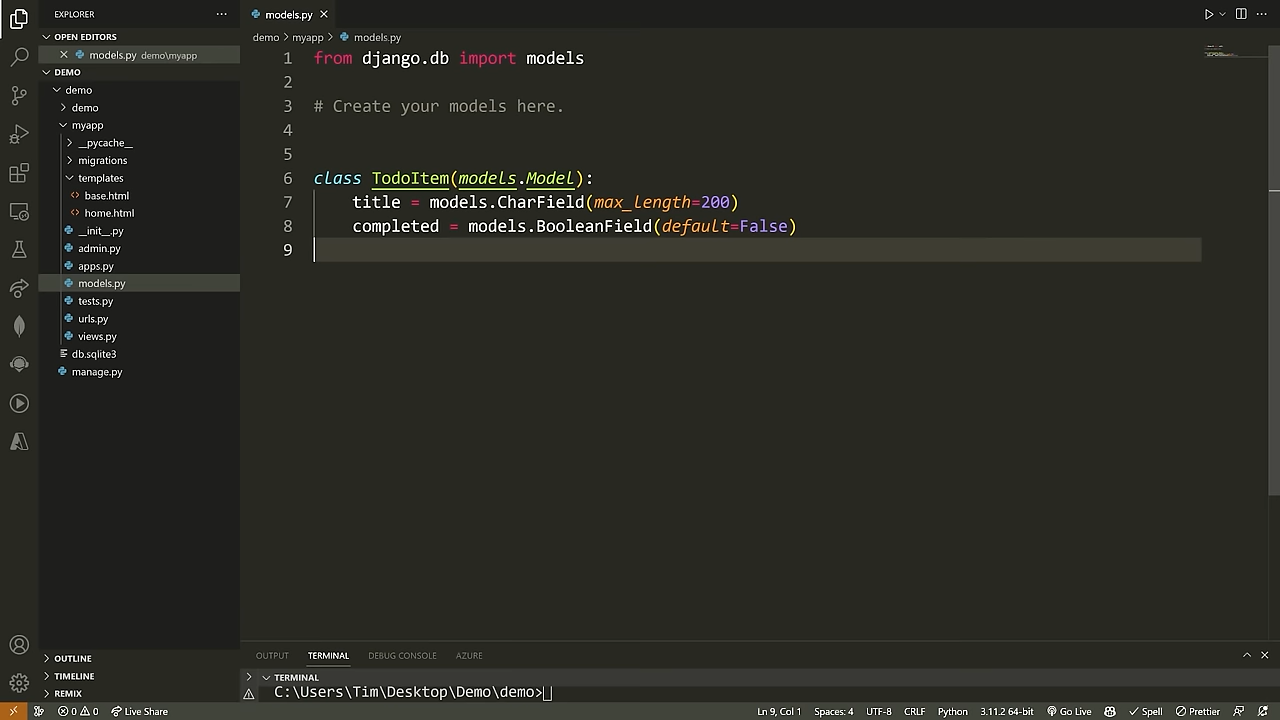 EXPLORER
OPEN EDITORS
models.py demo\myapp
DEMO
demo
demo
myapp
__pycache__
migrations
templates
base.html
home.html
__init__.py
admin.py
apps.py
models.py
tests.py
urls.py
views.py
db.sqlite3
manage.py
OUTLINE
TIMELINE
REMIX
models.py
demo > myapp > models.py
1 from django.db import models
2
3 # Create your models here.
4
5
6 class TodoItem(models.Model):
7     title = models.CharField(max_length=200)
8     completed = models.BooleanField(default=False)
9
OUTPUT TERMINAL DEBUG CONSOLE AZURE
TERMINAL
C:\Users\Tim\Desktop\Demo\demo>
0 0 Live Share Ln 9, Col 1 Spaces: 4 UTF-8 CRLF Python 3.11.2 64-bit Go Live Spell Prettier